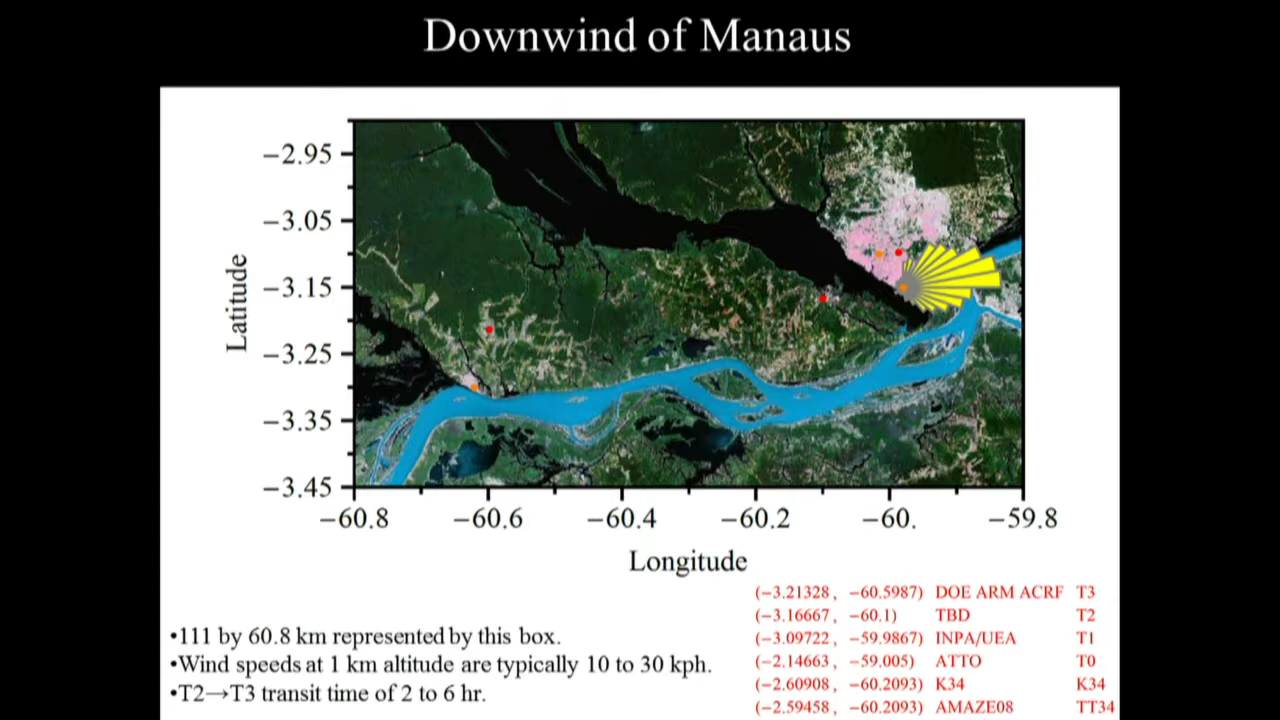 Downwind of Manaus
−2.95
−3.05
−3.15
−3.25
−3.35
−3.45
Latitude
−60.8 −60.6 −60.4 −60.2 −60. −59.8
Longitude
(−3.21328, −60.5987) DOE ARM ACRF T3
(−3.16667, −60.1) TBD T2
(−3.09722, −59.9867) INPA/UEA T1
(−2.14663, −59.005) ATTO T0
(−2.60908, −60.2093) K34 K34
(−2.59458, −60.2093) AMAZE08 TT34
•111 by 60.8 km represented by this box.
•Wind speeds at 1 km altitude are typically 10 to 30 kph.
•T2→T3 transit time of 2 to 6 hr.